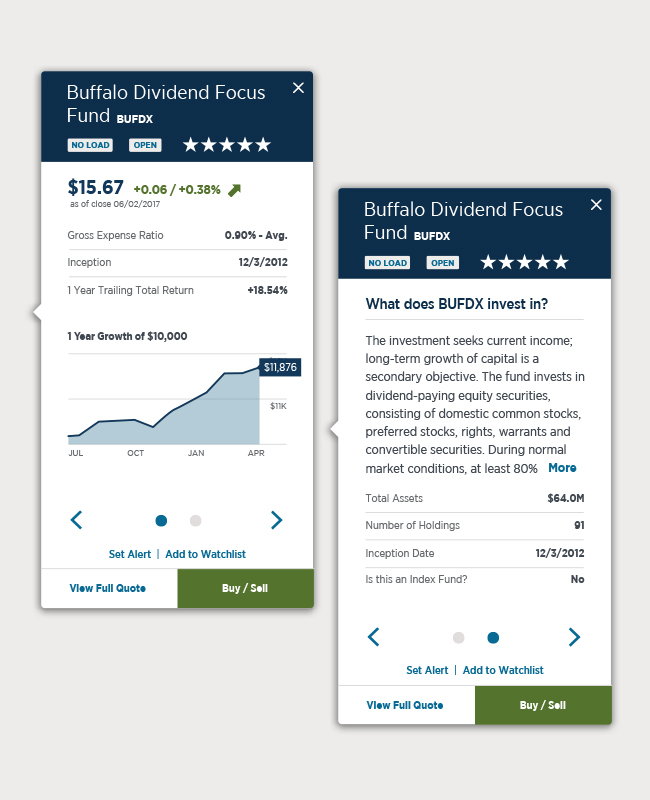 Buffalo Dividend Focus
Fund BUFDX
NO LOAD OPEN
$15.67 +0.06 / +0.38%
as of close 06/02/2017
Gross Expense Ratio 0.90% - Avg.
Inception 12/3/2012
1 Year Trailing Total Return +18.54%
1 Year Growth of $10,000
$11,876
$11K
JUL OCT JAN APR
Set Alert | Add to Watchlist
View Full Quote Buy / Sell
Buffalo Dividend Focus
Fund BUFDX
NO LOAD OPEN
What does BUFDX invest in?
The investment seeks current income;
long-term growth of capital is a
secondary objective. The fund invests in
dividend-paying equity securities,
consisting of domestic common stocks,
preferred stocks, rights, warrants and
convertible securities. During normal
market conditions, at least 80% More
Total Assets $64.0M
Number of Holdings 91
Inception Date 12/3/2012
Is this an Index Fund? No
Set Alert | Add to Watchlist
View Full Quote Buy / Sell